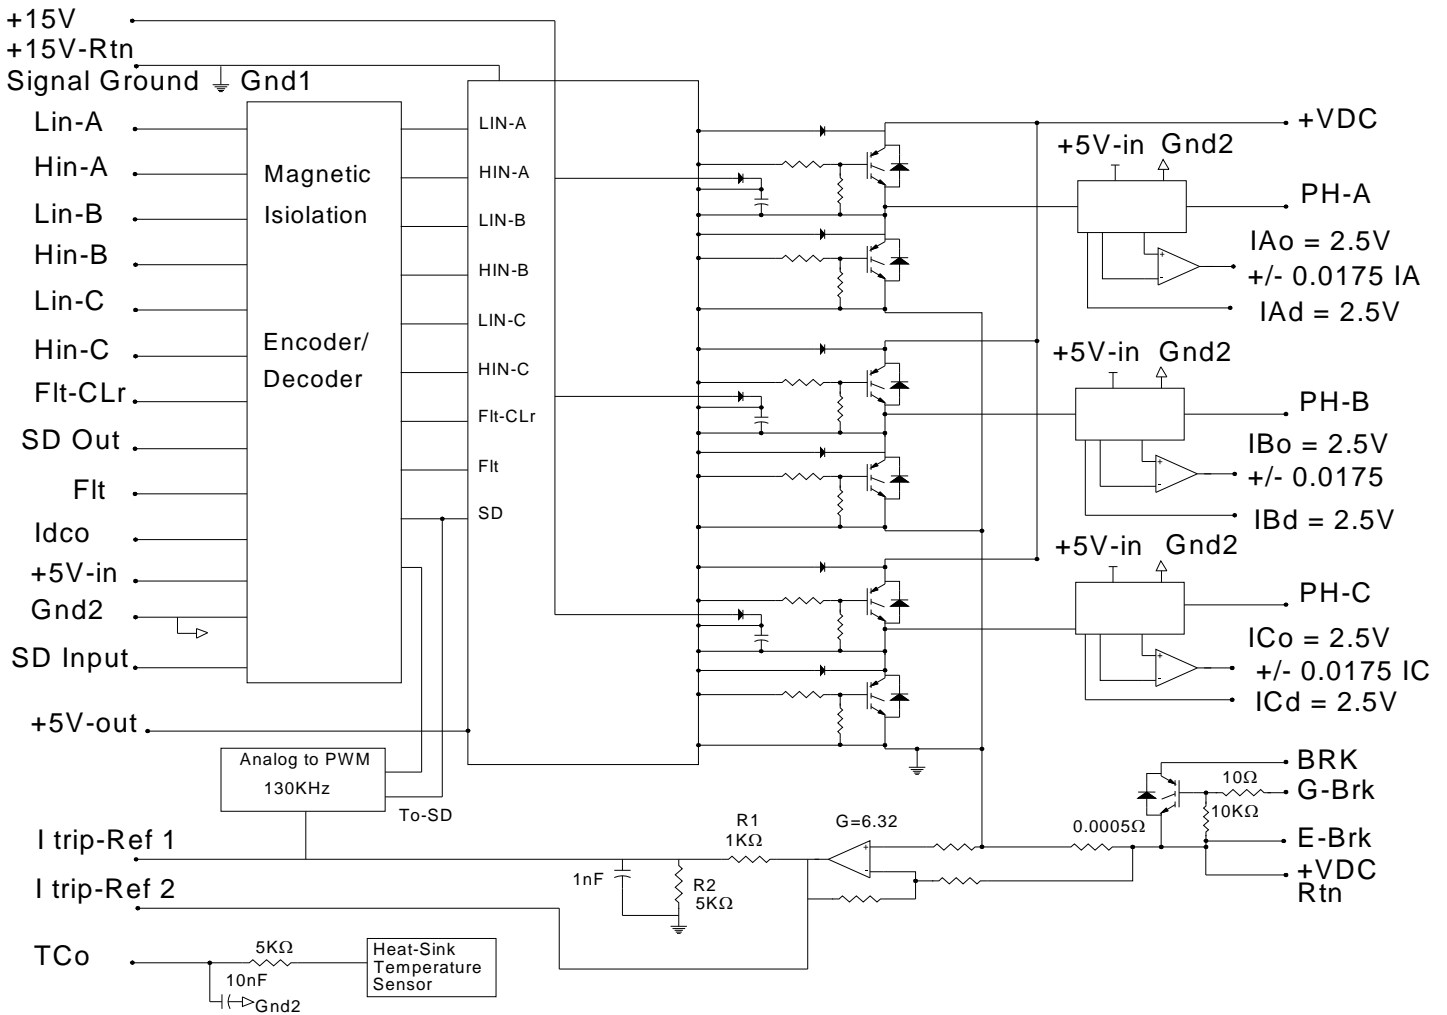 +15V
+15V-Rtn
Signal Ground
Gnd1
Lin-A
Hin-A
Lin-B
Hin-B
Lin-C
Hin-C
Flt-CLr
SD Out
Flt
Idco
+5V-in
Gnd2
SD Input
+5V-out
Magnetic
Isiolation
Encoder/
Decoder
LIN-A
HIN-A
LIN-B
HIN-B
LIN-C
HIN-C
Flt-CLr
Flt
SD
+VDC
+5V-in
Gnd2
PH-A
IAo = 2.5V
+/- 0.0175 IA
IAd = 2.5V
+
-
+5V-in
Gnd2
PH-B
IBo = 2.5V
+/- 0.0175
IBd = 2.5V
+
-
+5V-in
Gnd2
PH-C
ICo = 2.5V
+/- 0.0175 IC
ICd = 2.5V
+
-
Analog to PWM
130KHz
To-SD
I trip-Ref 1
I trip-Ref 2
1nF
R2
5KΩ
R1
1KΩ
G=6.32
+
-
0.0005Ω
10Ω
10KΩ
BRK
G-Brk
E-Brk
+VDC
Rtn
TCo
5KΩ
10nF
Gnd2
Heat-Sink
Temperature
Sensor